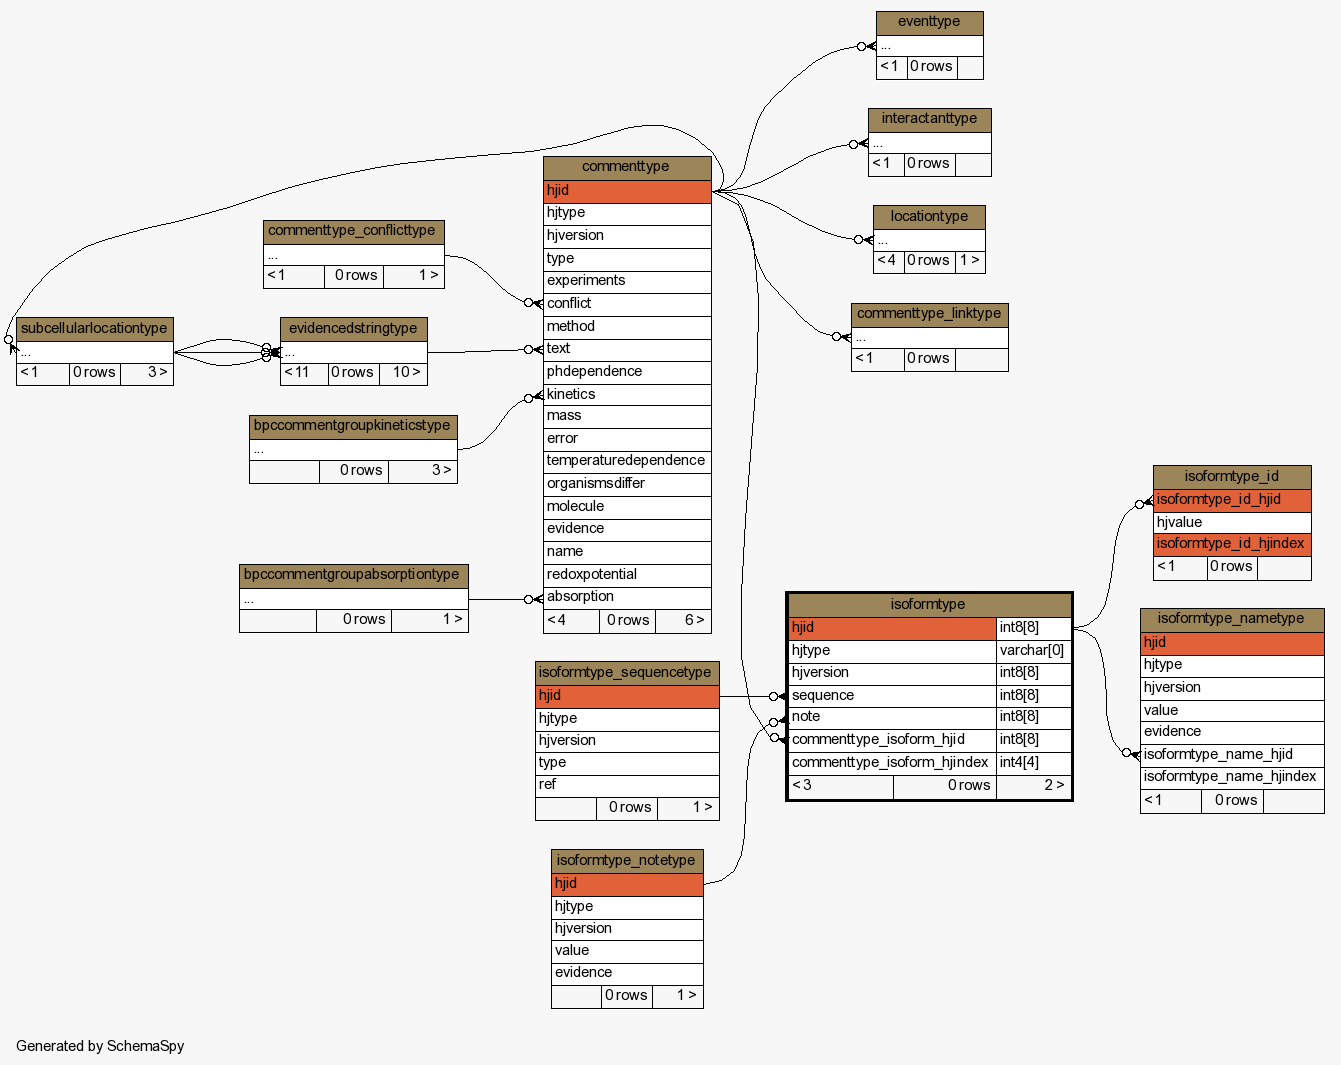 eventtype
...
< 1 0 rows
interactanttype
...
< 1 0 rows
locationtype
...
< 4 0 rows 1 >
commenttype_linktype
...
< 1 0 rows
commenttype
hjid
hjtype
hjversion
type
experiments
conflict
method
text
phdependence
kinetics
mass
error
temperaturedependence
organismsdiffer
molecule
evidence
name
redoxpotential
absorption
< 4 0 rows 6 >
commenttype_conflicttype
...
< 1 0 rows 1 >
subcellularlocationtype
...
< 1 0 rows 3 >
evidencedstringtype
...
< 11 0 rows 10 >
bpccommentgroupkineticstype
...
0 rows 3 >
bpccommentgroupabsorptiontype
...
0 rows 1 >
isoformtype_id
isoformtype_id_hjid
hjvalue
isoformtype_id_hjindex
< 1 0 rows
isoformtype
hjid int8[8]
hjtype varchar[0]
hjversion int8[8]
sequence int8[8]
note int8[8]
commenttype_isoform_hjid int8[8]
commenttype_isoform_hjindex int4[4]
< 3 0 rows 2 >
isoformtype_nametype
hjid
hjtype
hjversion
value
evidence
isoformtype_name_hjid
isoformtype_name_hjindex
< 1 0 rows
isoformtype_sequencetype
hjid
hjtype
hjversion
type
ref
0 rows 1 >
isoformtype_notetype
hjid
hjtype
hjversion
value
evidence
0 rows 1 >
Generated by SchemaSpy